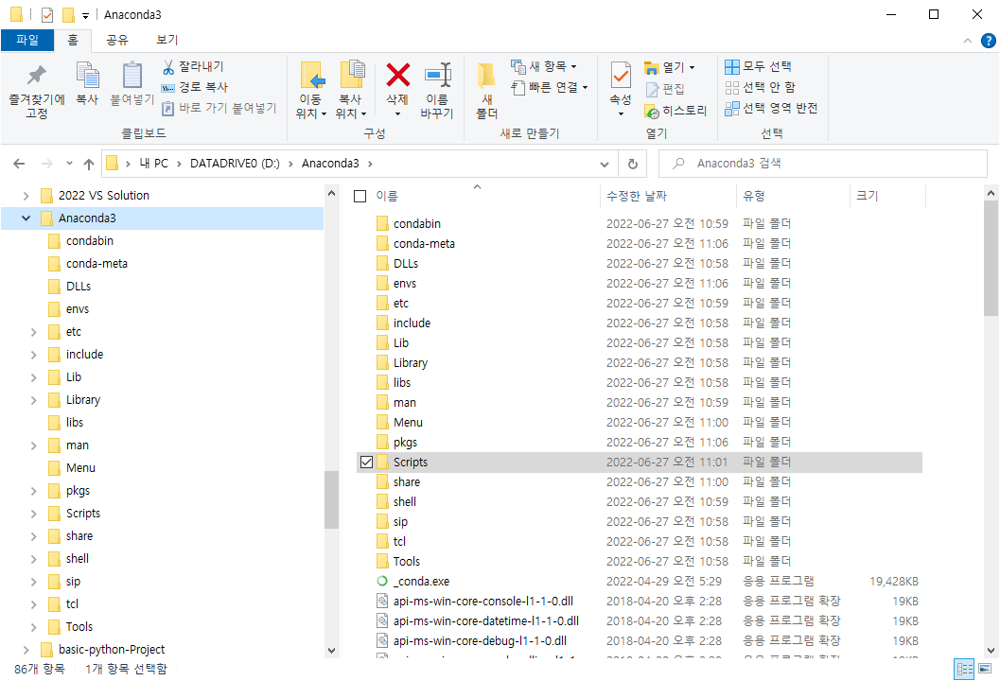 Anaconda3
파일 홈 공유 보기
즐겨찾기에 고정
복사
붙여넣기
잘라내기
경로 복사
바로 가기 붙여넣기
클립보드
이동 위치
복사 위치
삭제
이름 바꾸기
구성
새 폴더
새 항목
빠른 연결
새로 만들기
속성
열기
편집
히스토리
열기
모두 선택
선택 안 함
선택 영역 반전
선택
내 PC > DATADRIVE0 (D:) > Anaconda3 >
Anaconda3 검색
2022 VS Solution
Anaconda3
condabin
conda-meta
DLLs
envs
etc
include
Lib
Library
libs
man
Menu
pkgs
Scripts
share
shell
sip
tcl
Tools
basic-python-Project
이름 수정한 날짜 유형 크기
condabin 2022-06-27 오전 10:59 파일 폴더
conda-meta 2022-06-27 오전 11:06 파일 폴더
DLLs 2022-06-27 오전 10:58 파일 폴더
envs 2022-06-27 오전 11:06 파일 폴더
etc 2022-06-27 오전 10:59 파일 폴더
include 2022-06-27 오전 10:58 파일 폴더
Lib 2022-06-27 오전 10:58 파일 폴더
Library 2022-06-27 오전 10:58 파일 폴더
libs 2022-06-27 오전 10:58 파일 폴더
man 2022-06-27 오전 10:59 파일 폴더
Menu 2022-06-27 오전 11:00 파일 폴더
pkgs 2022-06-27 오전 11:06 파일 폴더
Scripts 2022-06-27 오전 11:01 파일 폴더
share 2022-06-27 오전 11:00 파일 폴더
shell 2022-06-27 오전 10:59 파일 폴더
sip 2022-06-27 오전 10:58 파일 폴더
tcl 2022-06-27 오전 10:58 파일 폴더
Tools 2022-06-27 오전 10:58 파일 폴더
_conda.exe 2022-04-29 오전 5:29 응용 프로그램 19,428KB
api-ms-win-core-console-l1-1-0.dll 2018-04-20 오후 2:28 응용 프로그램 확장 19KB
api-ms-win-core-datetime-l1-1-0.dll 2018-04-20 오후 2:28 응용 프로그램 확장 19KB
api-ms-win-core-debug-l1-1-0.dll 2018-04-20 오후 2:28 응용 프로그램 확장 19KB
86개 항목 1개 항목 선택함